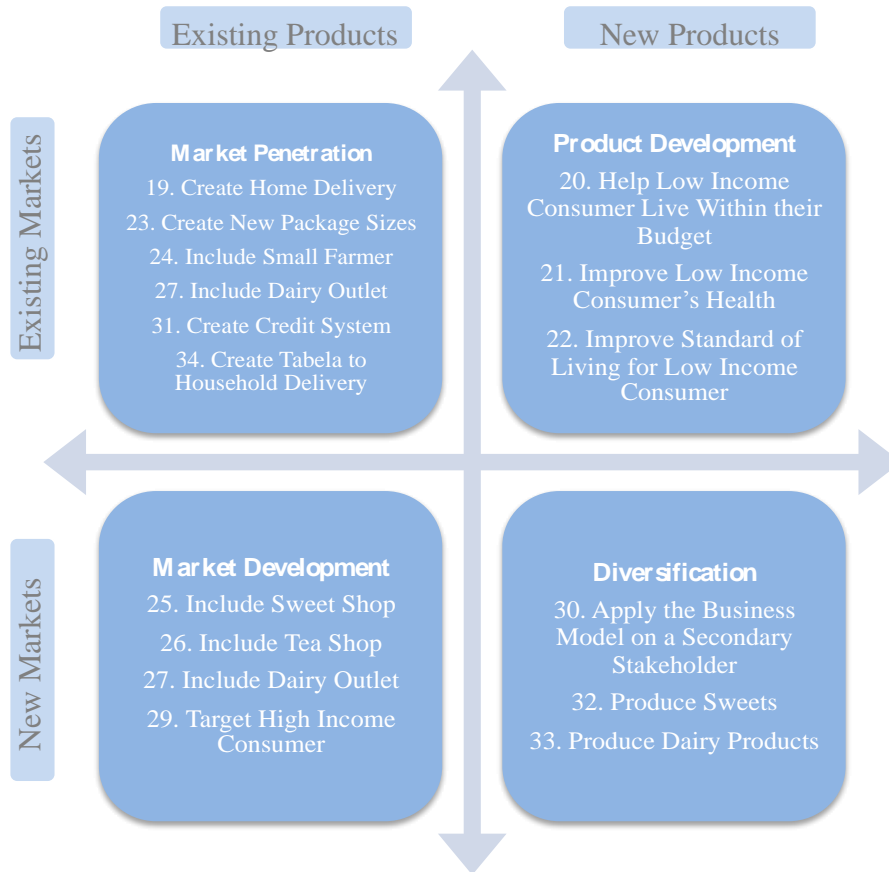 Existing Products
New Products
Existing Markets
Market Penetration
19. Create Home Delivery
23. Create New Package Sizes
24. Include Small Farmer
27. Include Dairy Outlet
31. Create Credit System
34. Create Tabela to
Household Delivery
Product Development
20. Help Low Income
Consumer Live Within their
Budget
21. Improve Low Income
Consumer’s Health
22. Improve Standard of
Living for Low Income
Consumer
New Markets
Market Development
25. Include Sweet Shop
26. Include Tea Shop
27. Include Dairy Outlet
29. Target High Income
Consumer
Diversification
30. Apply the Business
Model on a Secondary
Stakeholder
32. Produce Sweets
33. Produce Dairy Products